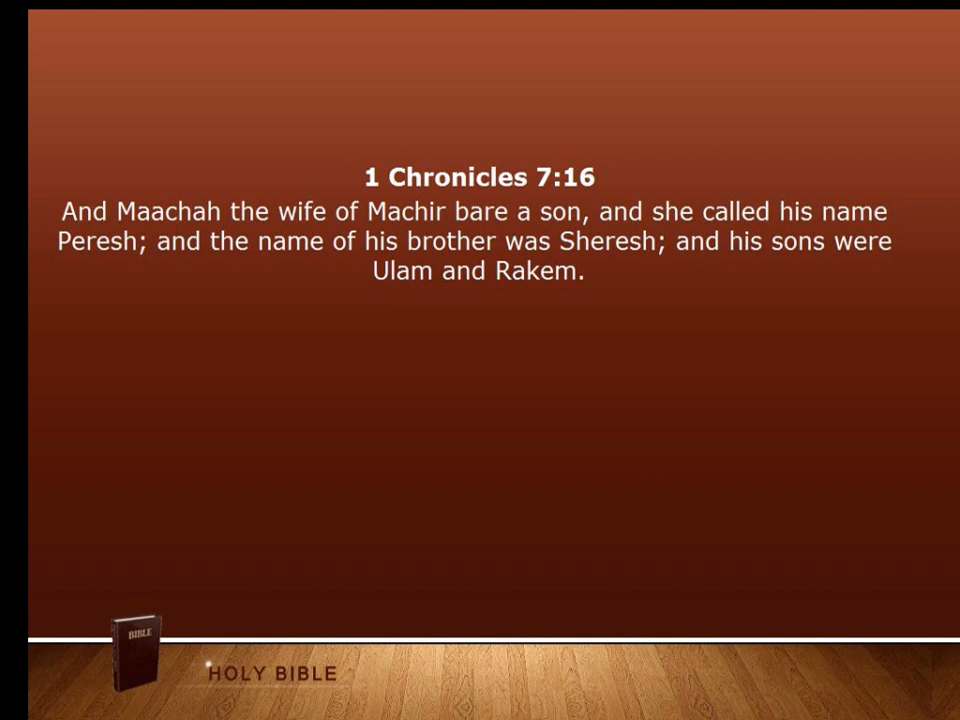 1 Chronicles 7:16
And Maachah the wife of Machir bare a son, and she called his name
Peresh; and the name of his brother was Sheresh; and his sons were
Ulam and Rakem.
BIBLE
HOLY BIBLE